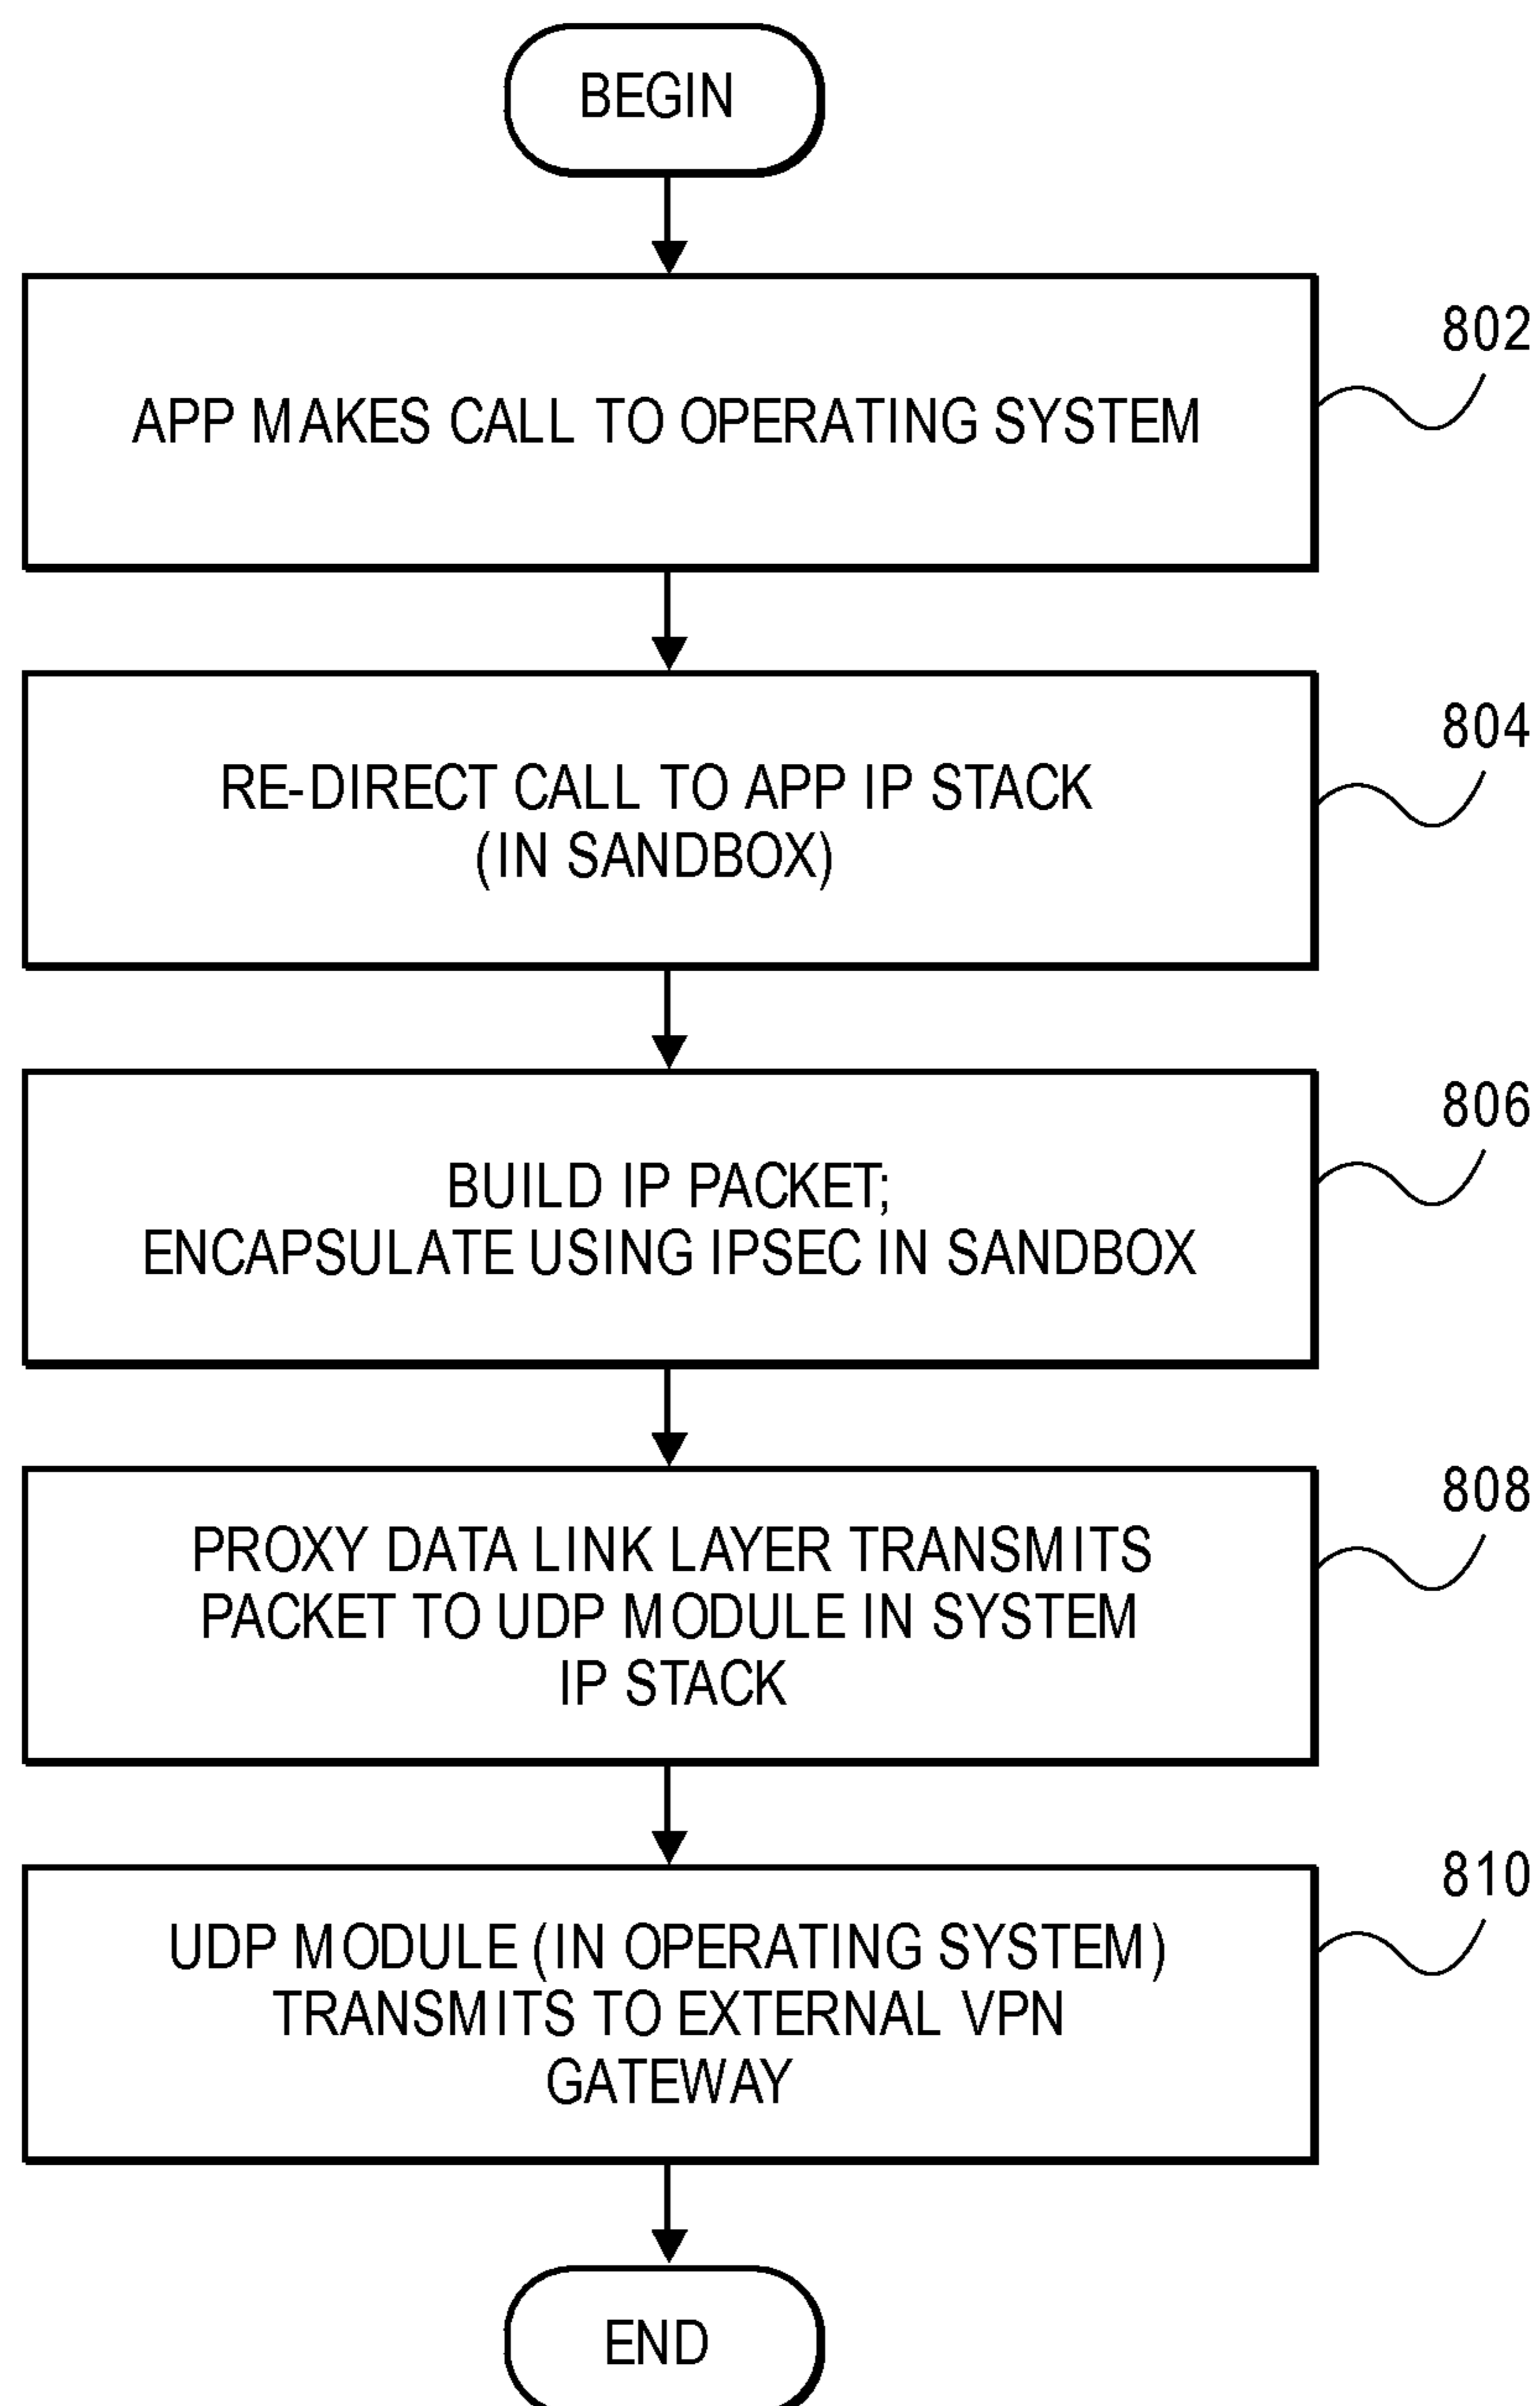 BEGIN
802
APP MAKES CALL TO OPERATING SYSTEM
804
RE-DIRECT CALL TO APP IP STACK
(IN SANDBOX)
806
BUILD IP PACKET;
ENCAPSULATE USING IPSEC IN SANDBOX
808
PROXY DATA LINK LAYER TRANSMITS
PACKET TO UDP MODULE IN SYSTEM
IP STACK
810
UDP MODULE (IN OPERATING SYSTEM)
TRANSMITS TO EXTERNAL VPN
GATEWAY
END